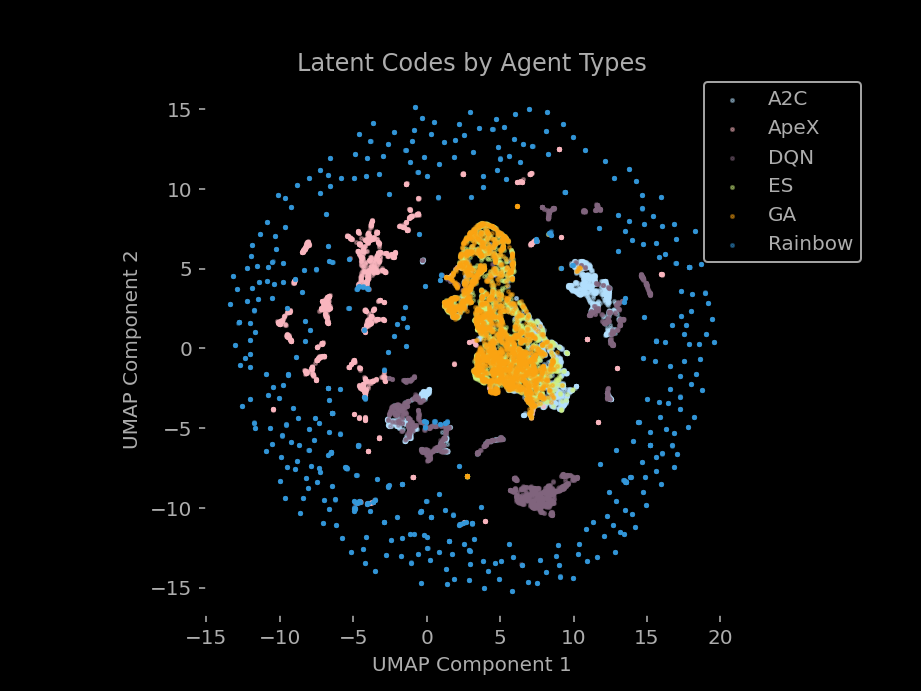 Latent Codes by Agent Types
A2C
ApeX
DQN
ES
GA
Rainbow
15
10
5
0
−5
−10
−15
UMAP Component 2
−15 −10 −5 0 5 10 15 20
UMAP Component 1